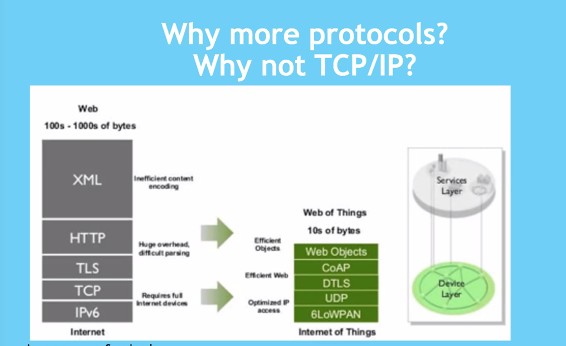 Why more protocols?
Why not TCP/IP?
Web
100s - 1000s of bytes
XML
Inefficient content
encoding
HTTP
Huge overhead,
difficult parsing
TLS
TCP
Requires full
Internet devices
IPv6
Internet
Web of Things
10s of bytes
Efficient
Objects
Web Objects
CoAP
Efficient Web
DTLS
Optimized IP
access
UDP
6LoWPAN
Internet of Things
Services
Layer
Device
Layer